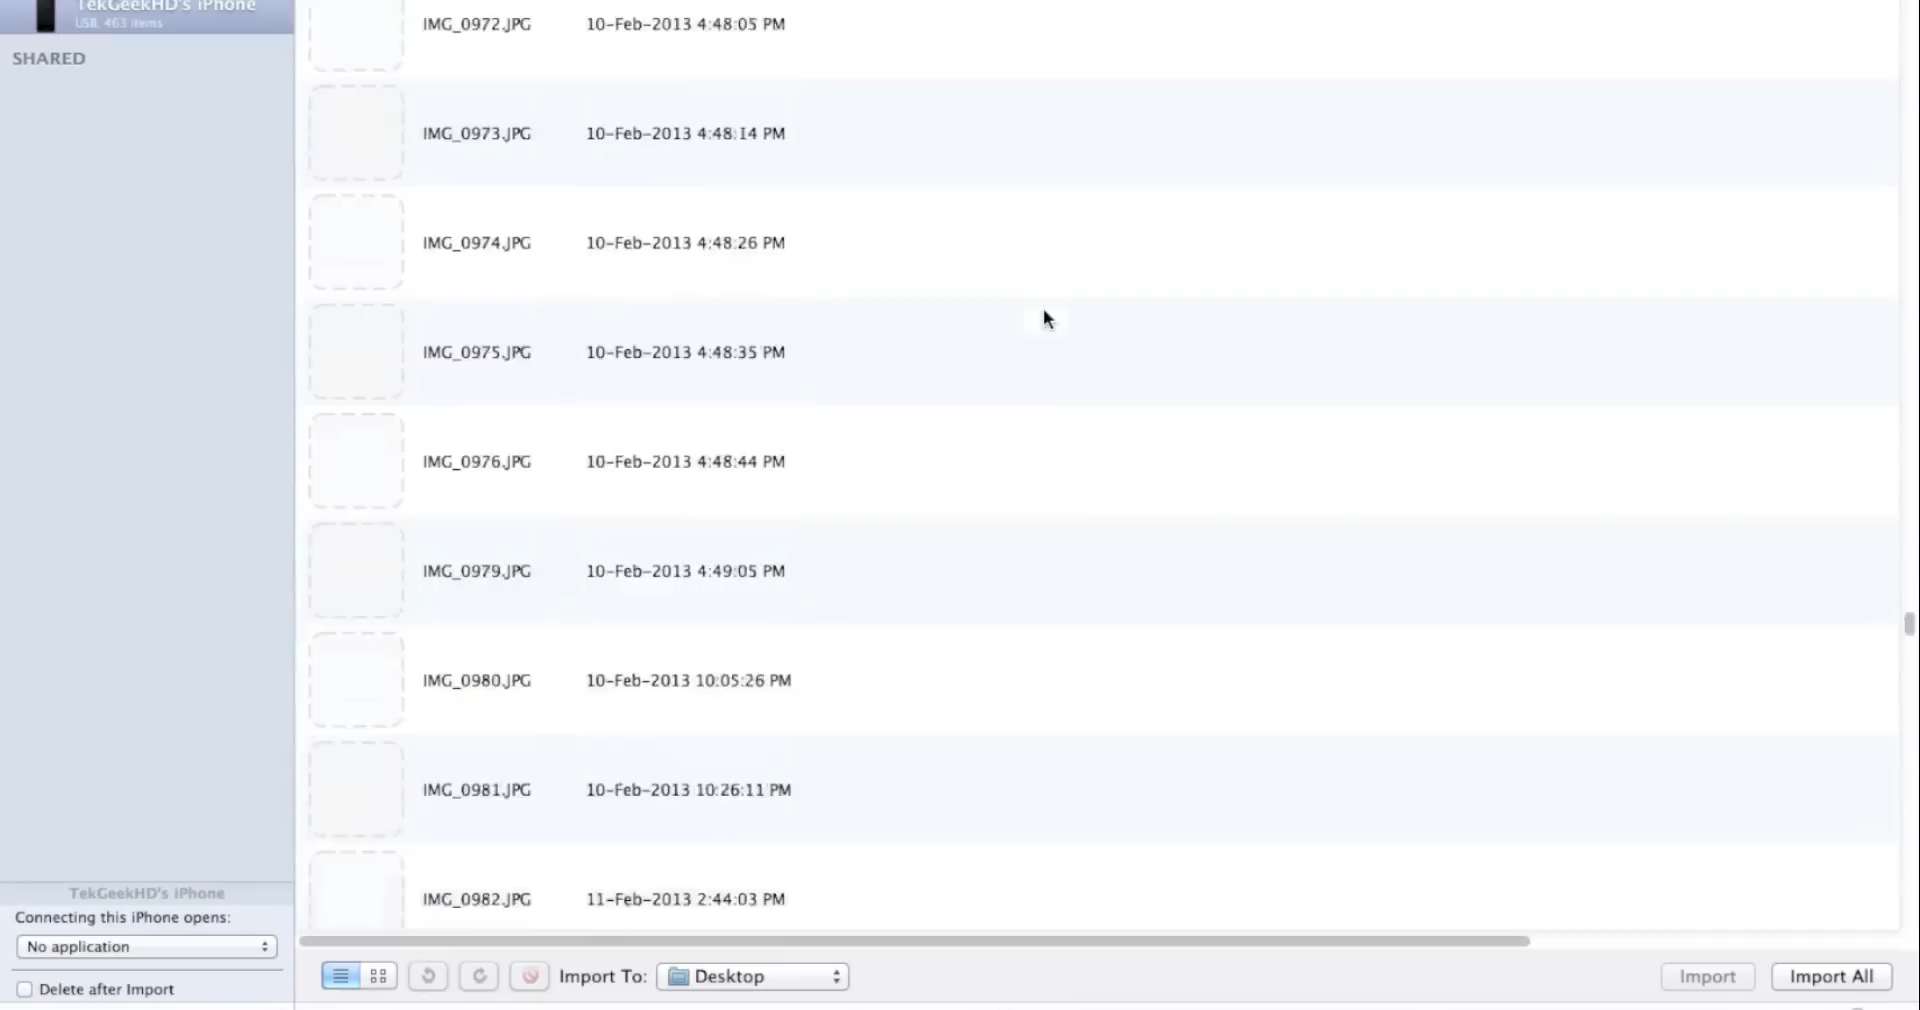 TekGeekHD's iPhone
USB, 463 items
SHARED
IMG_0972.JPG 10-Feb-2013 4:48:05 PM
IMG_0973.JPG 10-Feb-2013 4:48:14 PM
IMG_0974.JPG 10-Feb-2013 4:48:26 PM
IMG_0975.JPG 10-Feb-2013 4:48:35 PM
IMG_0976.JPG 10-Feb-2013 4:48:44 PM
IMG_0979.JPG 10-Feb-2013 4:49:05 PM
IMG_0980.JPG 10-Feb-2013 10:05:26 PM
IMG_0981.JPG 10-Feb-2013 10:26:11 PM
IMG_0982.JPG 11-Feb-2013 2:44:03 PM
TekGeekHD's iPhone
Connecting this iPhone opens:
No application
Delete after Import
Import To: Desktop
Import Import All